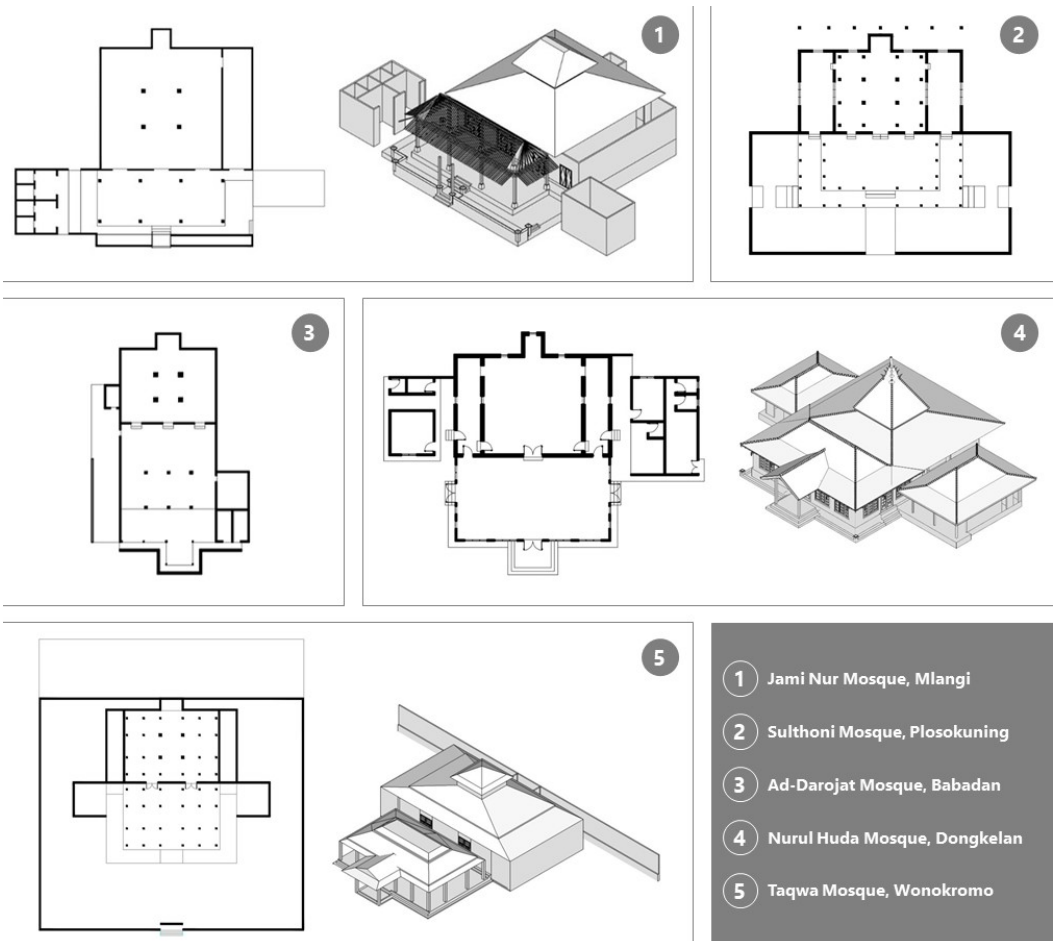 1
2
3
4
5
1 Jami Nur Mosque, Mlangi
2 Sulthoni Mosque, Plosokuning
3 Ad-Darojat Mosque, Babadan
4 Nurul Huda Mosque, Dongkelan
5 Taqwa Mosque, Wonokromo